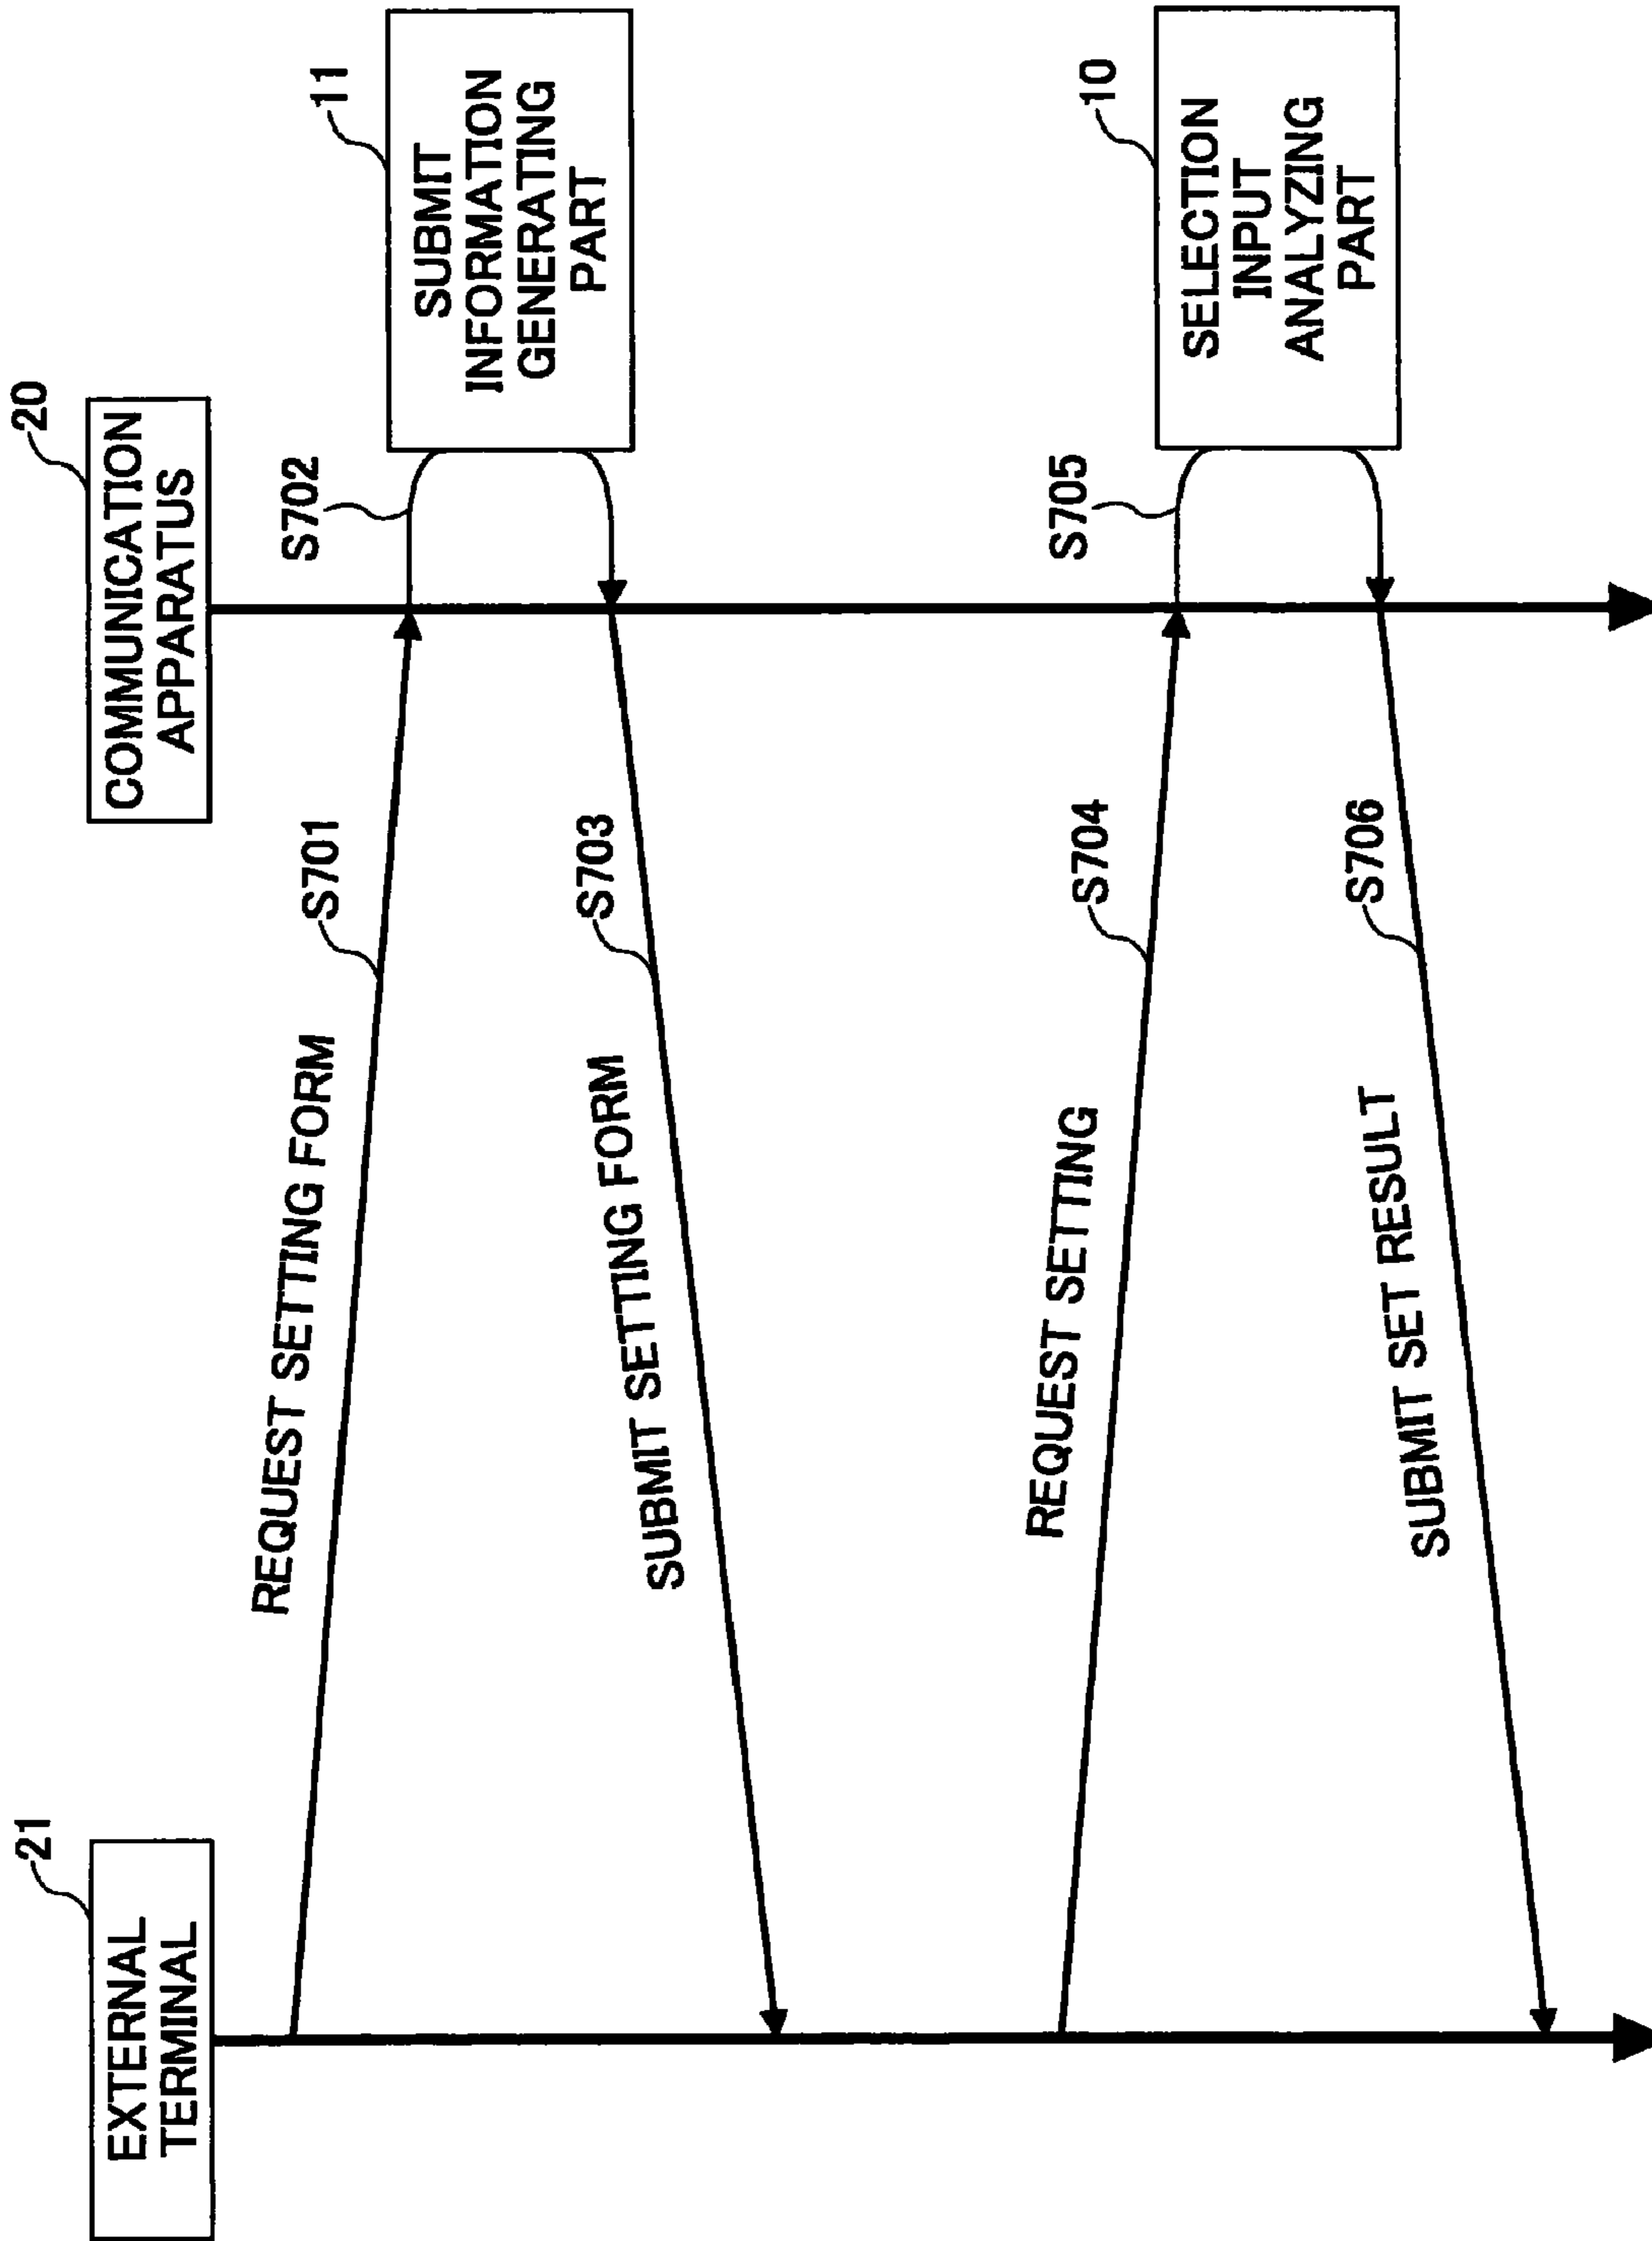 21
EXTERNAL
TERMINAL
20
COMMUNICATION
APPARATUS
REQUEST SETTING FORM
S701
S702
11
SUBMIT
INFORMATION
GENERATING
PART
SUBMIT SETTING FORM
S703
REQUEST SETTING
S704
S705
10
SELECTION
INPUT
ANALYZING
PART
SUBMIT SET RESULT
S706